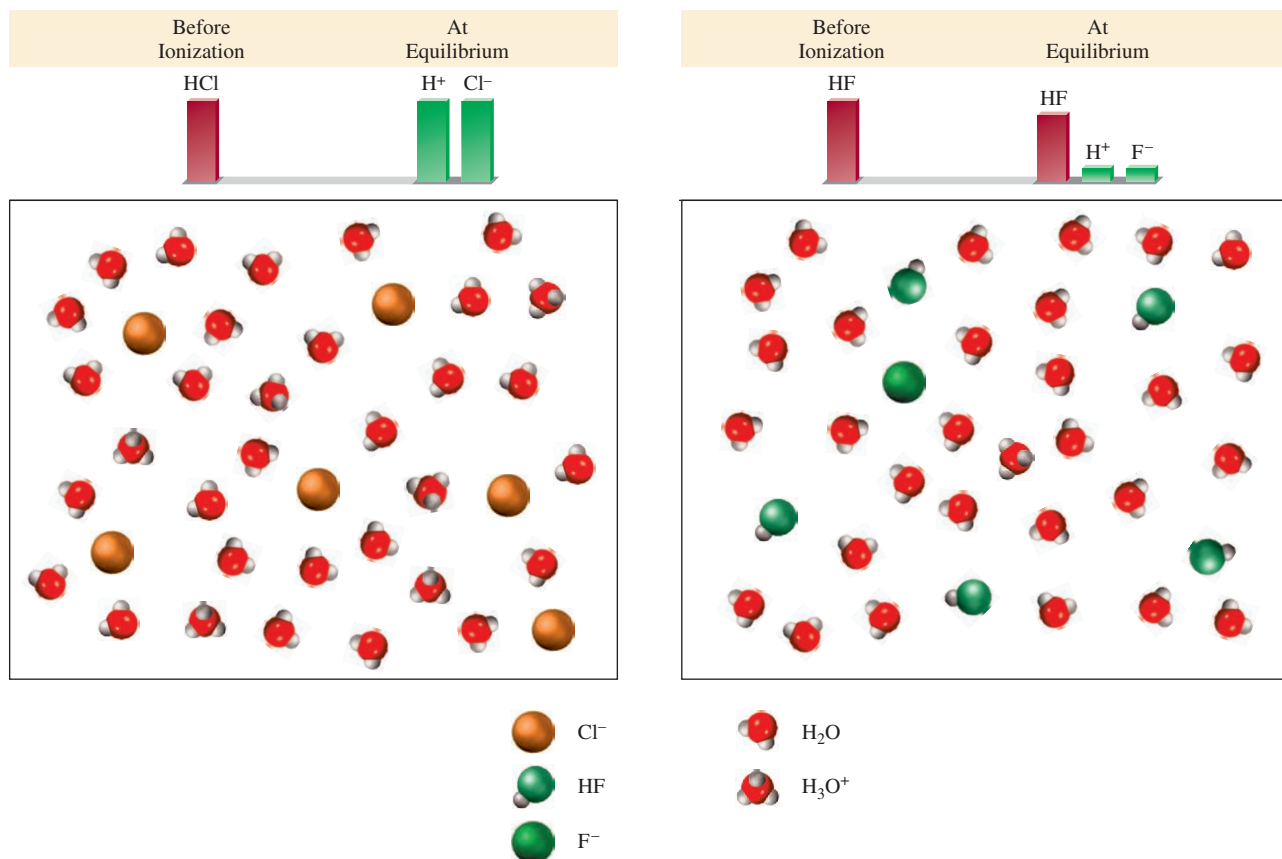 Before
Ionization
At
Equilibrium
HCl
H⁺ Cl⁻
Before
Ionization
At
Equilibrium
HF
HF
H⁺ F⁻
Cl⁻
HF
F⁻
H₂O
H₃O⁺